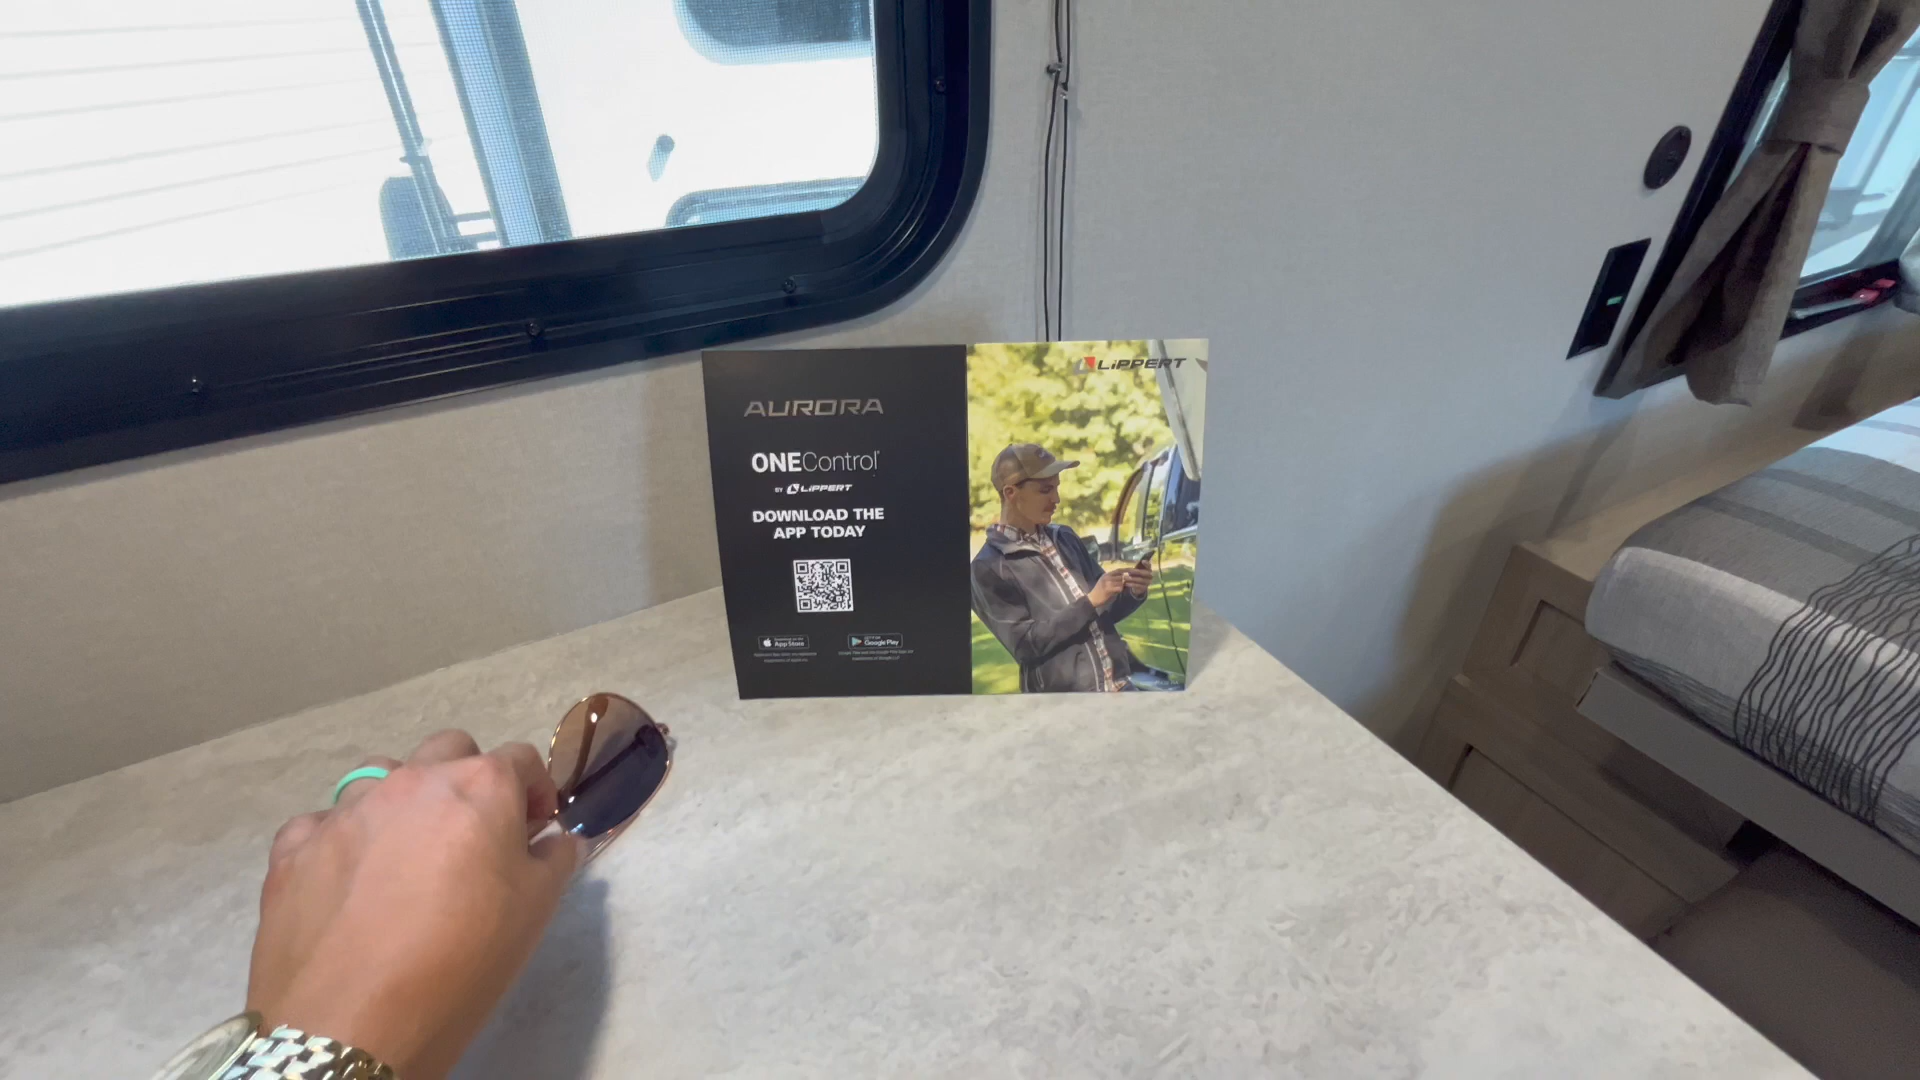 AURORA
ONEControl
BY LIPPERT
DOWNLOAD THE
APP TODAY
App Store
Google Play
LIPPERT